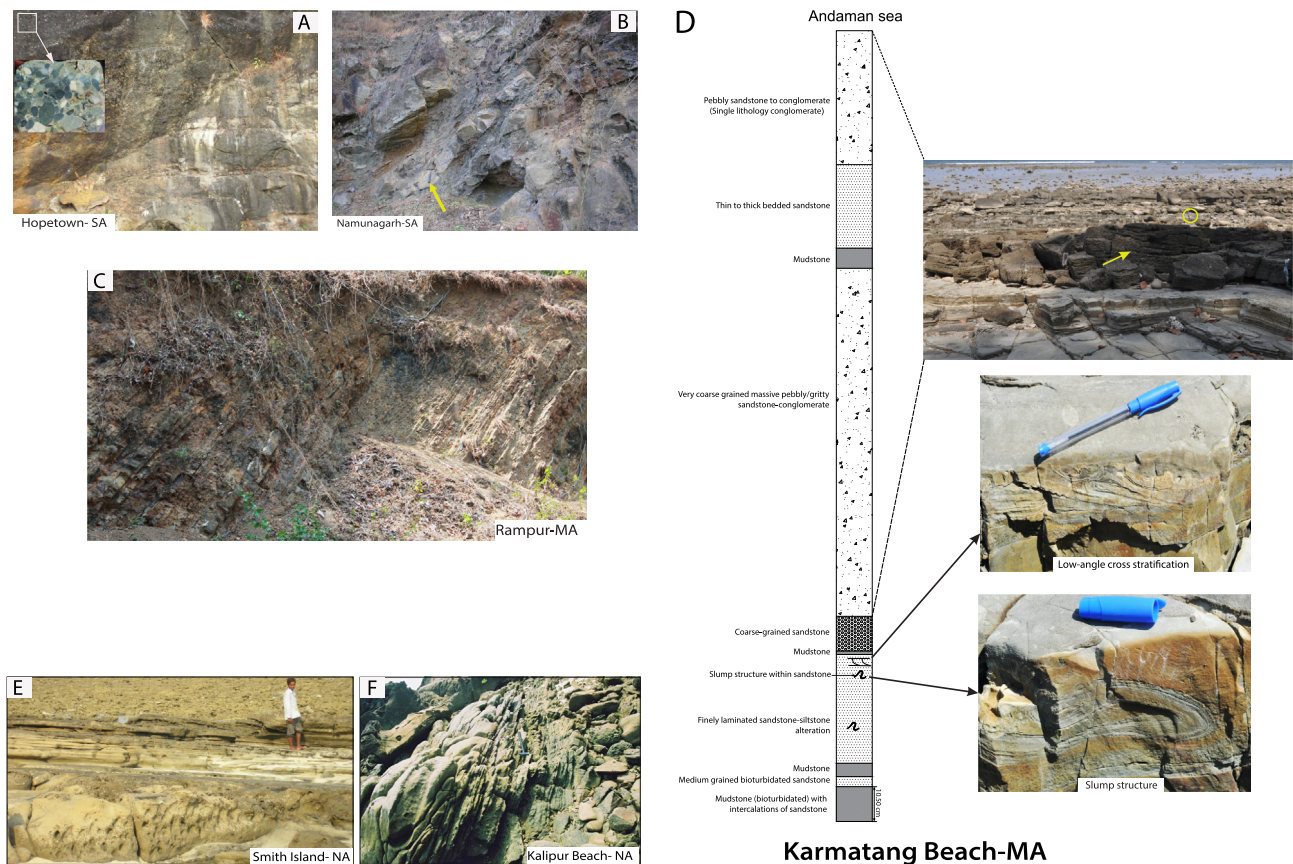 A
Hopetown- SA
B
Namunagarh-SA
C
Rampur-MA
D
Andaman sea
Pebbly sandstone to conglomerate
(Single lithology conglomerate)
Thin to thick bedded sandstone
Mudstone
Very coarse grained massive pebbly/gritty
sandstone-conglomerate
Coarse-grained sandstone
Mudstone
Slump structure within sandstone
Finely laminated sandstone-siltstone
alteration
Mudstone
Medium grained bioturbidated sandstone
Mudstone (bioturbidated) with
intercalations of sandstone
10.50 cm
Low-angle cross stratification
Slump structure
Karmatang Beach-MA
E
Smith Island- NA
F
Kalipur Beach- NA